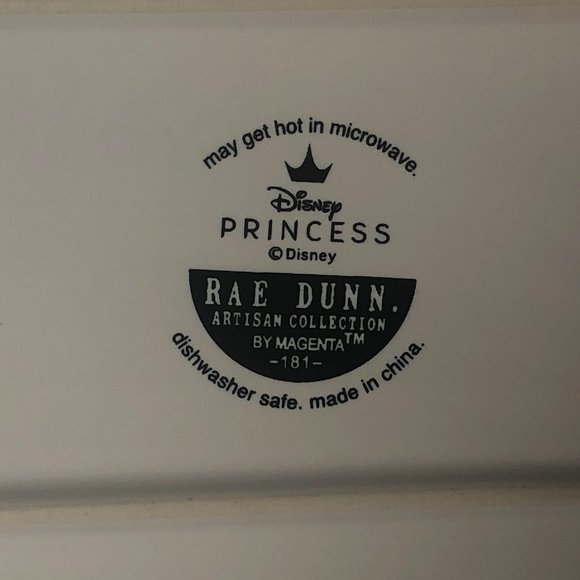 may get hot in microwave.
Disney
PRINCESS
© Disney
RAE DUNN.
ARTISAN COLLECTION
BY MAGENTA™
-181-
dishwasher safe. made in china.